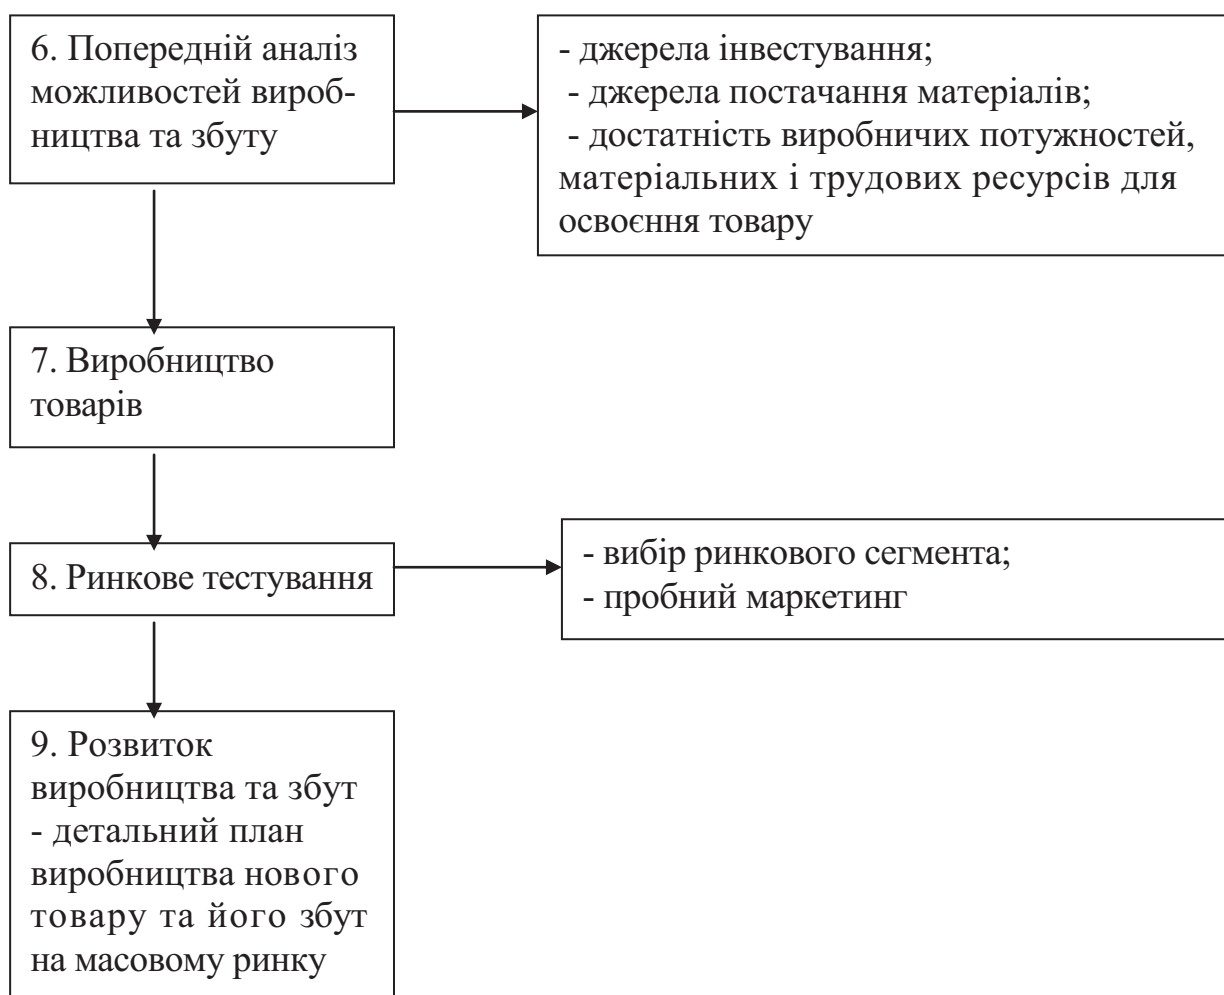 6. Попередній аналіз
можливостей вироб-
ництва та збуту
- джерела інвестування;
- джерела постачання матеріалів;
- достатність виробничих потужностей,
матеріальних і трудових ресурсів для
освоєння товару
7. Виробництво
товарів
8. Ринкове тестування
- вибір ринкового сегмента;
- пробний маркетинг
9. Розвиток
виробництва та збут
- детальний план
виробництва нового
товару та його збут
на масовому ринку